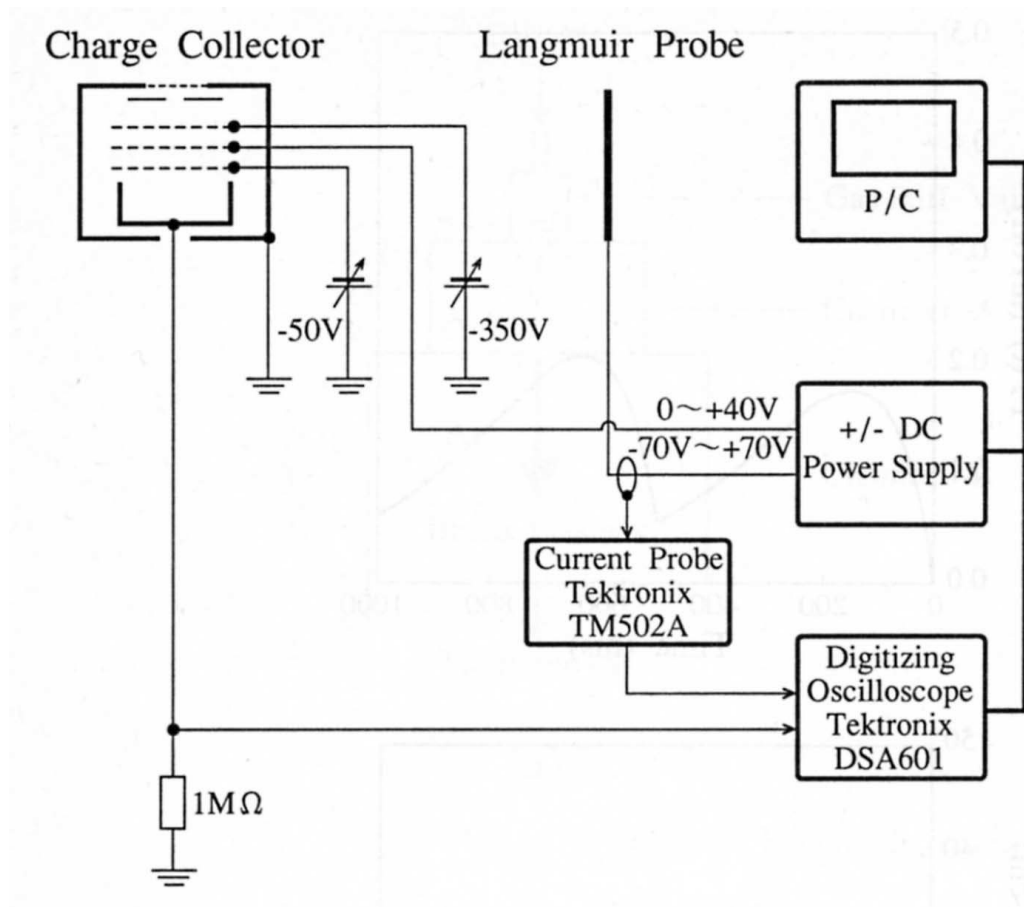 Charge Collector
Langmuir Probe
P/C
-50V
-350V
0~+40V
-70V~+70V
+/- DC
Power Supply
Current Probe
Tektronix
TM502A
Digitizing
Oscilloscope
Tektronix
DSA601
1MΩ